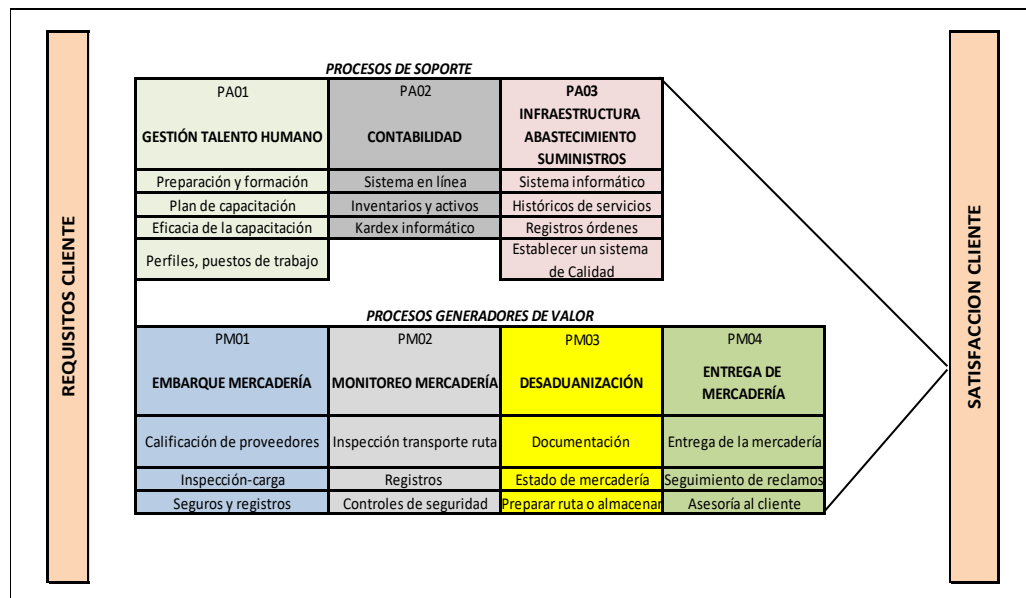 REQUISITOS CLIENTE
PROCESOS DE SOPORTE
PA01
GESTIÓN TALENTO HUMANO
Preparación y formación
Plan de capacitación
Eficacia de la capacitación
Perfiles, puestos de trabajo
PA02
CONTABILIDAD
Sistema en línea
Inventarios y activos
Kardex informático
PA03
INFRAESTRUCTURA
ABASTECIMIENTO
SUMINISTROS
Sistema informático
Históricos de servicios
Registros órdenes
Establecer un sistema
de Calidad
PROCESOS GENERADORES DE VALOR
PM01
EMBARQUE MERCADERÍA
Calificación de proveedores
Inspección-carga
Seguros y registros
PM02
MONITOREO MERCADERÍA
Inspección transporte ruta
Registros
Controles de seguridad
PM03
DESADUANIZACIÓN
Documentación
Estado de mercadería
Preparar ruta o almacenar
PM04
ENTREGA DE
MERCADERÍA
Entrega de la mercadería
Seguimiento de reclamos
Asesoría al cliente
SATISFACCION CLIENTE